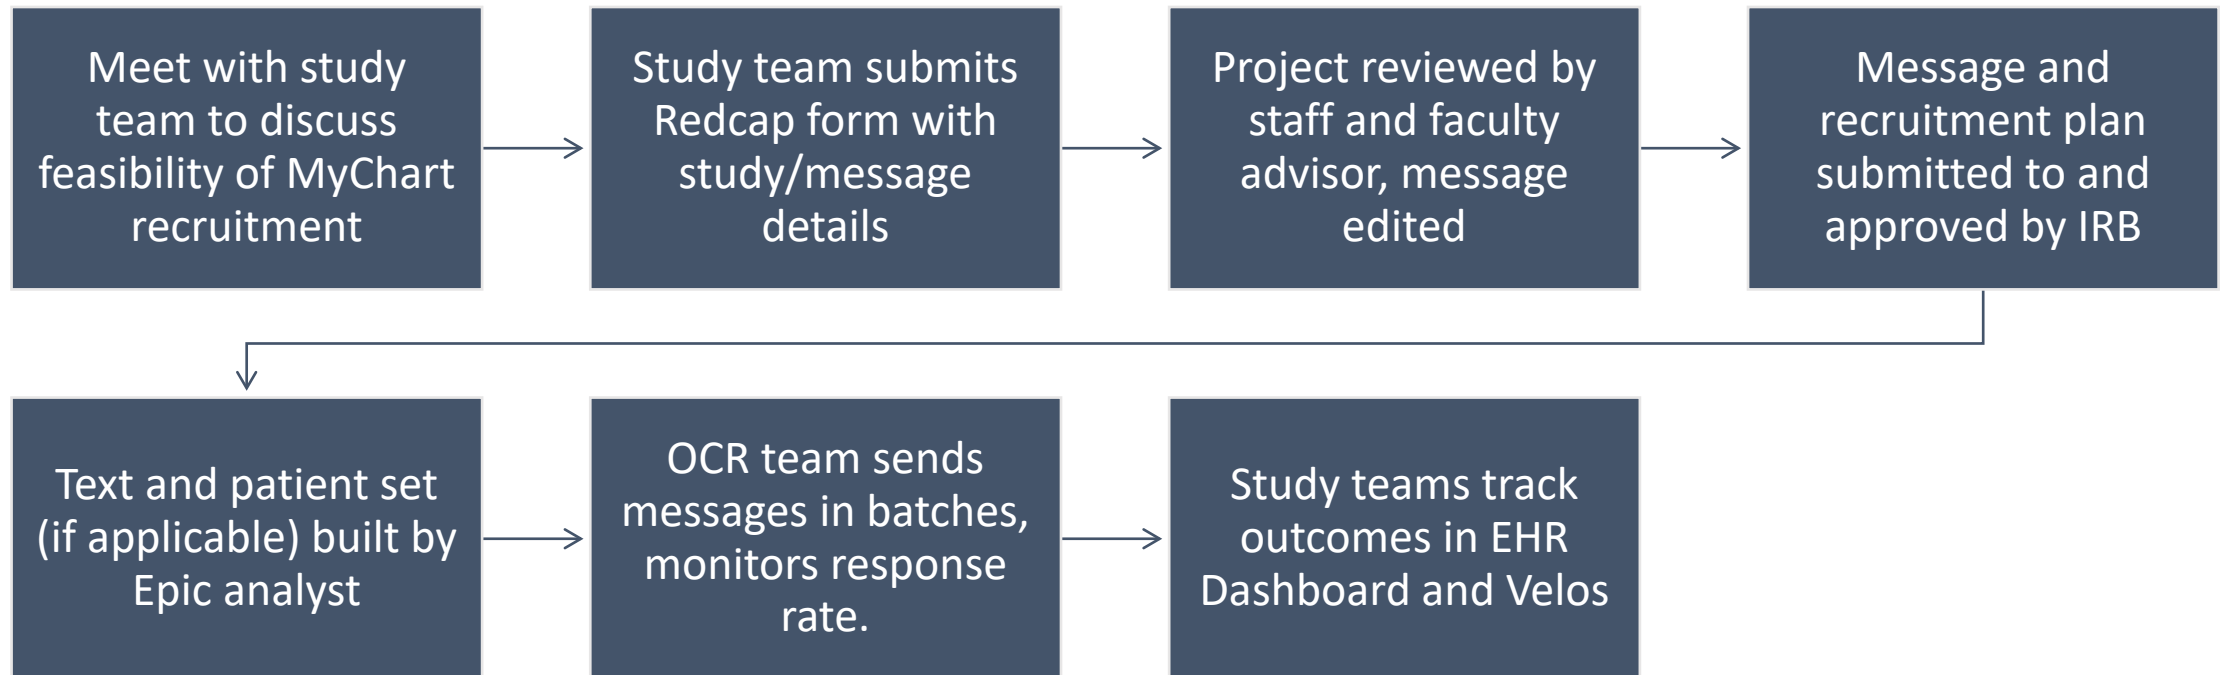 Meet with study
team to discuss
feasibility of MyChart
recruitment
Study team submits
Redcap form with
study/message
details
Project reviewed by
staff and faculty
advisor, message
edited
Message and
recruitment plan
submitted to and
approved by IRB
Text and patient set
(if applicable) built by
Epic analyst
OCR team sends
messages in batches,
monitors response
rate.
Study teams track
outcomes in EHR
Dashboard and Velos